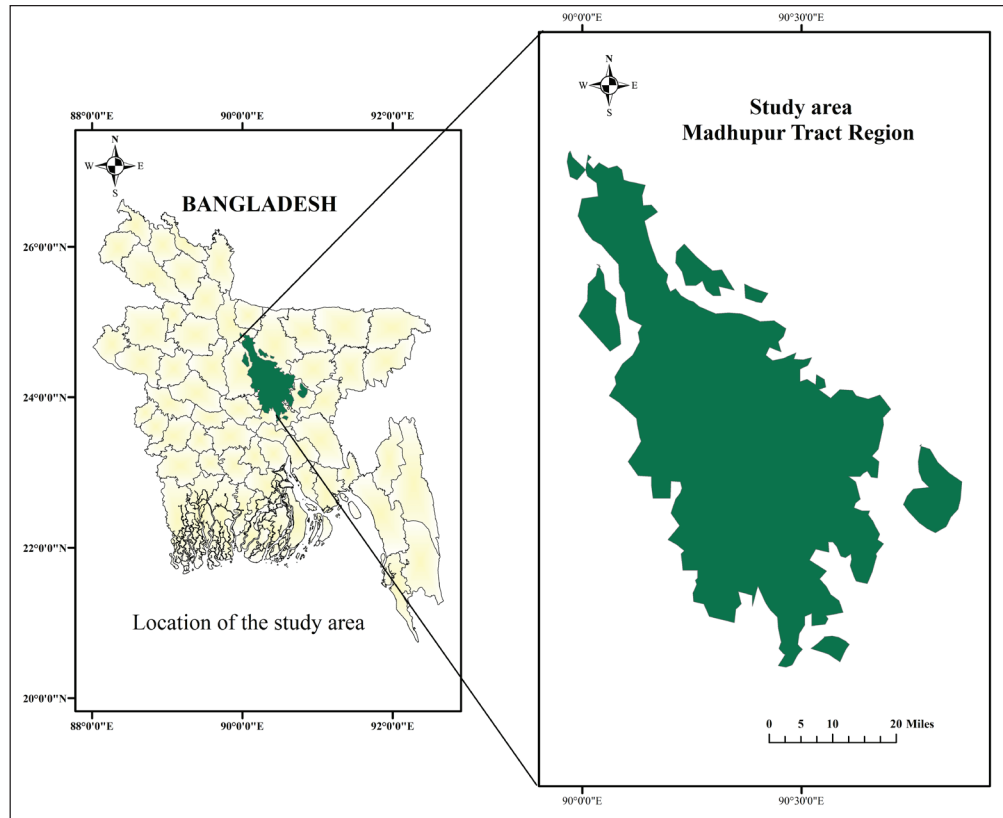 88°0'0"E 90°0'0"E 92°0'0"E
N
W E
S
BANGLADESH
26°0'0"N
24°0'0"N
22°0'0"N
20°0'0"N
Location of the study area
88°0'0"E 90°0'0"E 92°0'0"E
90°0'0"E 90°30'0"E
N
W E
S
Study area
Madhupur Tract Region
0 5 10 20 Miles
90°0'0"E 90°30'0"E